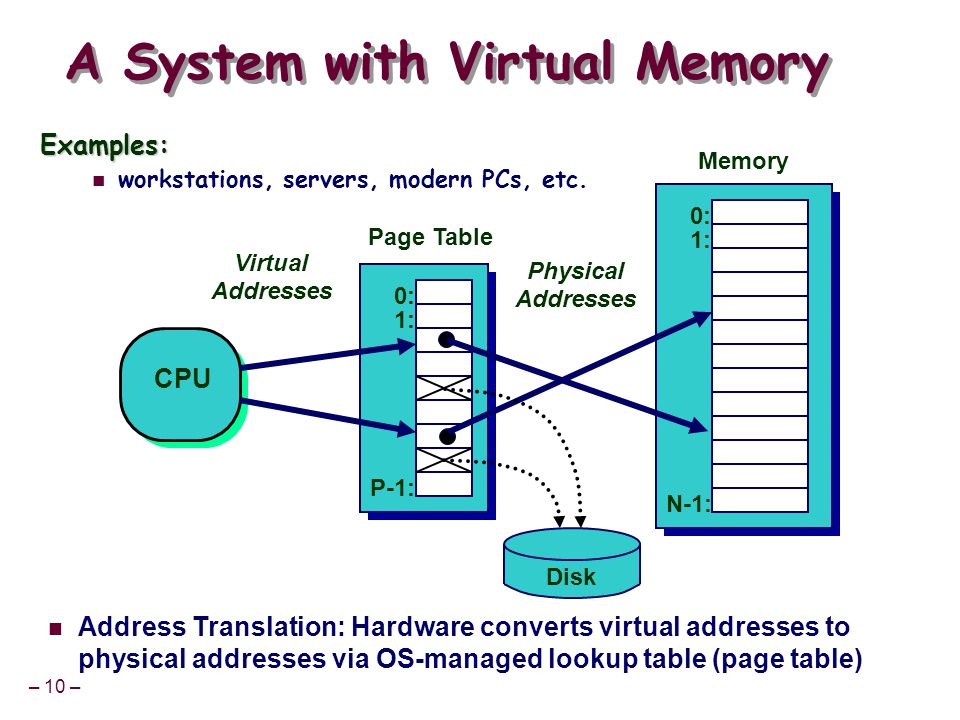 A System with Virtual Memory
Examples:
workstations, servers, modern PCs, etc.
Memory
0:
1:
Page Table
Virtual
Addresses
Physical
Addresses
0:
1:
CPU
P-1:
N-1:
Disk
Address Translation: Hardware converts virtual addresses to
physical addresses via OS-managed lookup table (page table)
– 10 –